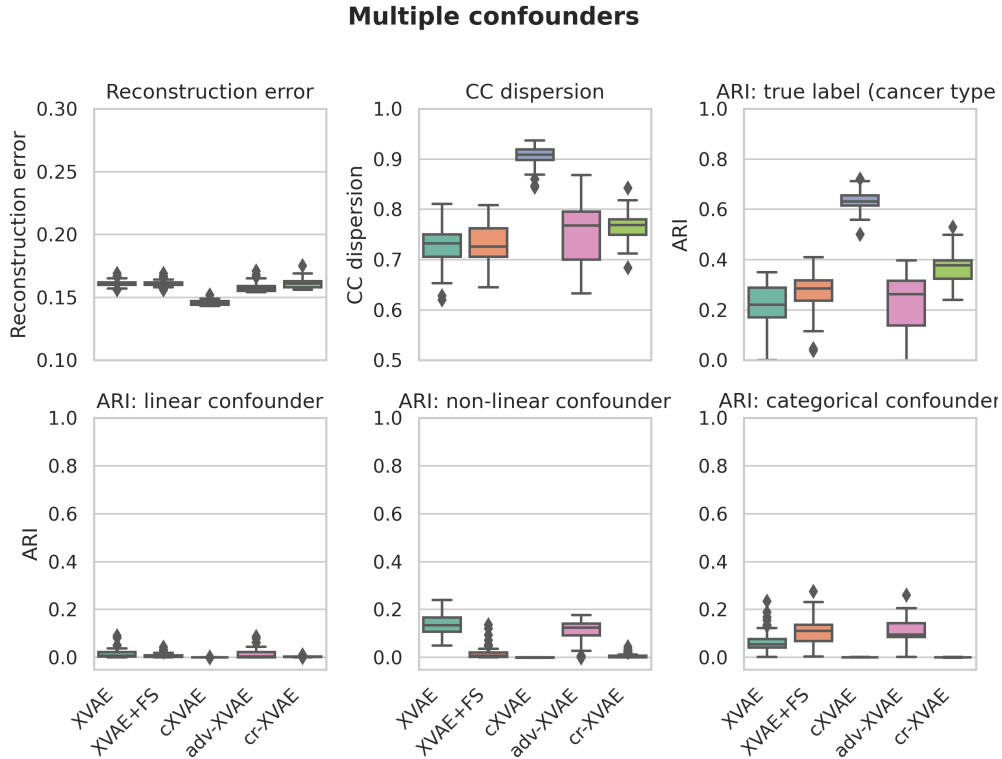 Multiple confounders
Reconstruction error
CC dispersion
ARI: true label (cancer type)
Reconstruction error
0.30
0.25
0.20
0.15
0.10
CC dispersion
1.0
0.9
0.8
0.7
0.6
0.5
ARI
1.0
0.8
0.6
0.4
0.2
0.0
ARI: linear confounder
ARI: non-linear confounder
ARI: categorical confounder
ARI
1.0
0.8
0.6
0.4
0.2
0.0
1.0
0.8
0.6
0.4
0.2
0.0
1.0
0.8
0.6
0.4
0.2
0.0
XVAE
XVAE+FS
cXVAE
adv-XVAE
cr-XVAE
XVAE
XVAE+FS
cXVAE
adv-XVAE
cr-XVAE
XVAE
XVAE+FS
cXVAE
adv-XVAE
cr-XVAE